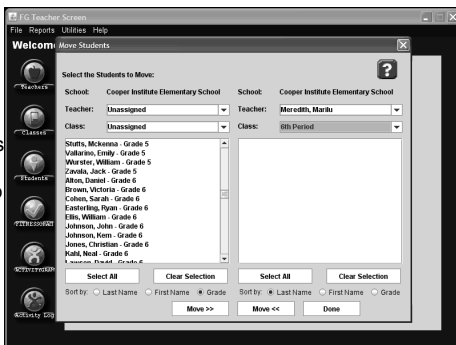 FG Teacher Screen
File Reports Utilities Help
Welcom
Move Students
Select the Students to Move:
School: Cooper Institute Elementary School
School: Cooper Institute Elementary School
Teacher: Unassigned
Teacher: Meredith, Marilu
Class: Unassigned
Class: 6th Period
Stutts, Mckenna - Grade 5
Vallarino, Emily - Grade 5
Wurster, William - Grade 5
Zavala, Jack - Grade 5
Alton, Daniel - Grade 6
Brown, Victoria - Grade 6
Cohen, Sarah - Grade 6
Easterling, Ryan - Grade 6
Ellis, William - Grade 6
Johnson, John - Grade 6
Johnson, Kern - Grade 6
Jones, Christian - Grade 6
Kahl, Neal - Grade 6
Lawson, David - Grade 6
Select All Clear Selection
Select All Clear Selection
Sort by: Last Name First Name Grade
Sort by: Last Name First Name Grade
Move >> Move << Done
Teachers
Classes
Students
FITNESSGRAM
ACTIVITYGRAM
Activity Log